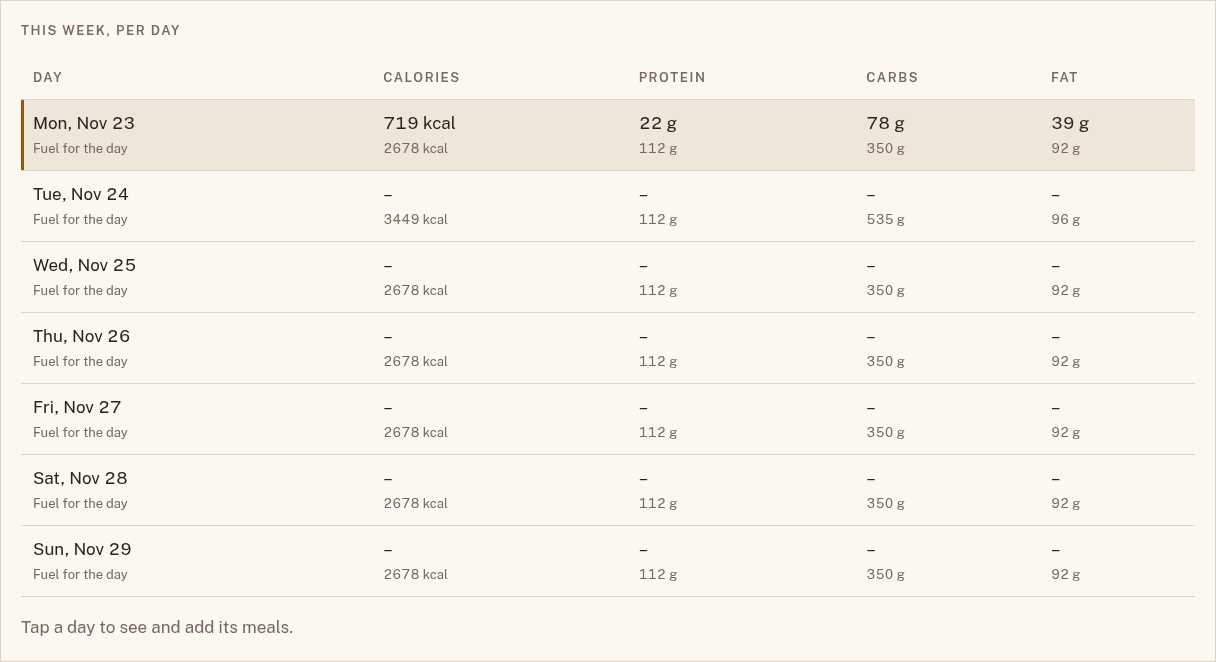 THIS WEEK, PER DAY
DAY CALORIES PROTEIN CARBS FAT
Mon, Nov 23 719 kcal 22 g 78 g 39 g
Fuel for the day 2678 kcal 112 g 350 g 92 g
Tue, Nov 24 – – – –
Fuel for the day 3449 kcal 112 g 535 g 96 g
Wed, Nov 25 – – – –
Fuel for the day 2678 kcal 112 g 350 g 92 g
Thu, Nov 26 – – – –
Fuel for the day 2678 kcal 112 g 350 g 92 g
Fri, Nov 27 – – – –
Fuel for the day 2678 kcal 112 g 350 g 92 g
Sat, Nov 28 – – – –
Fuel for the day 2678 kcal 112 g 350 g 92 g
Sun, Nov 29 – – – –
Fuel for the day 2678 kcal 112 g 350 g 92 g
Tap a day to see and add its meals.